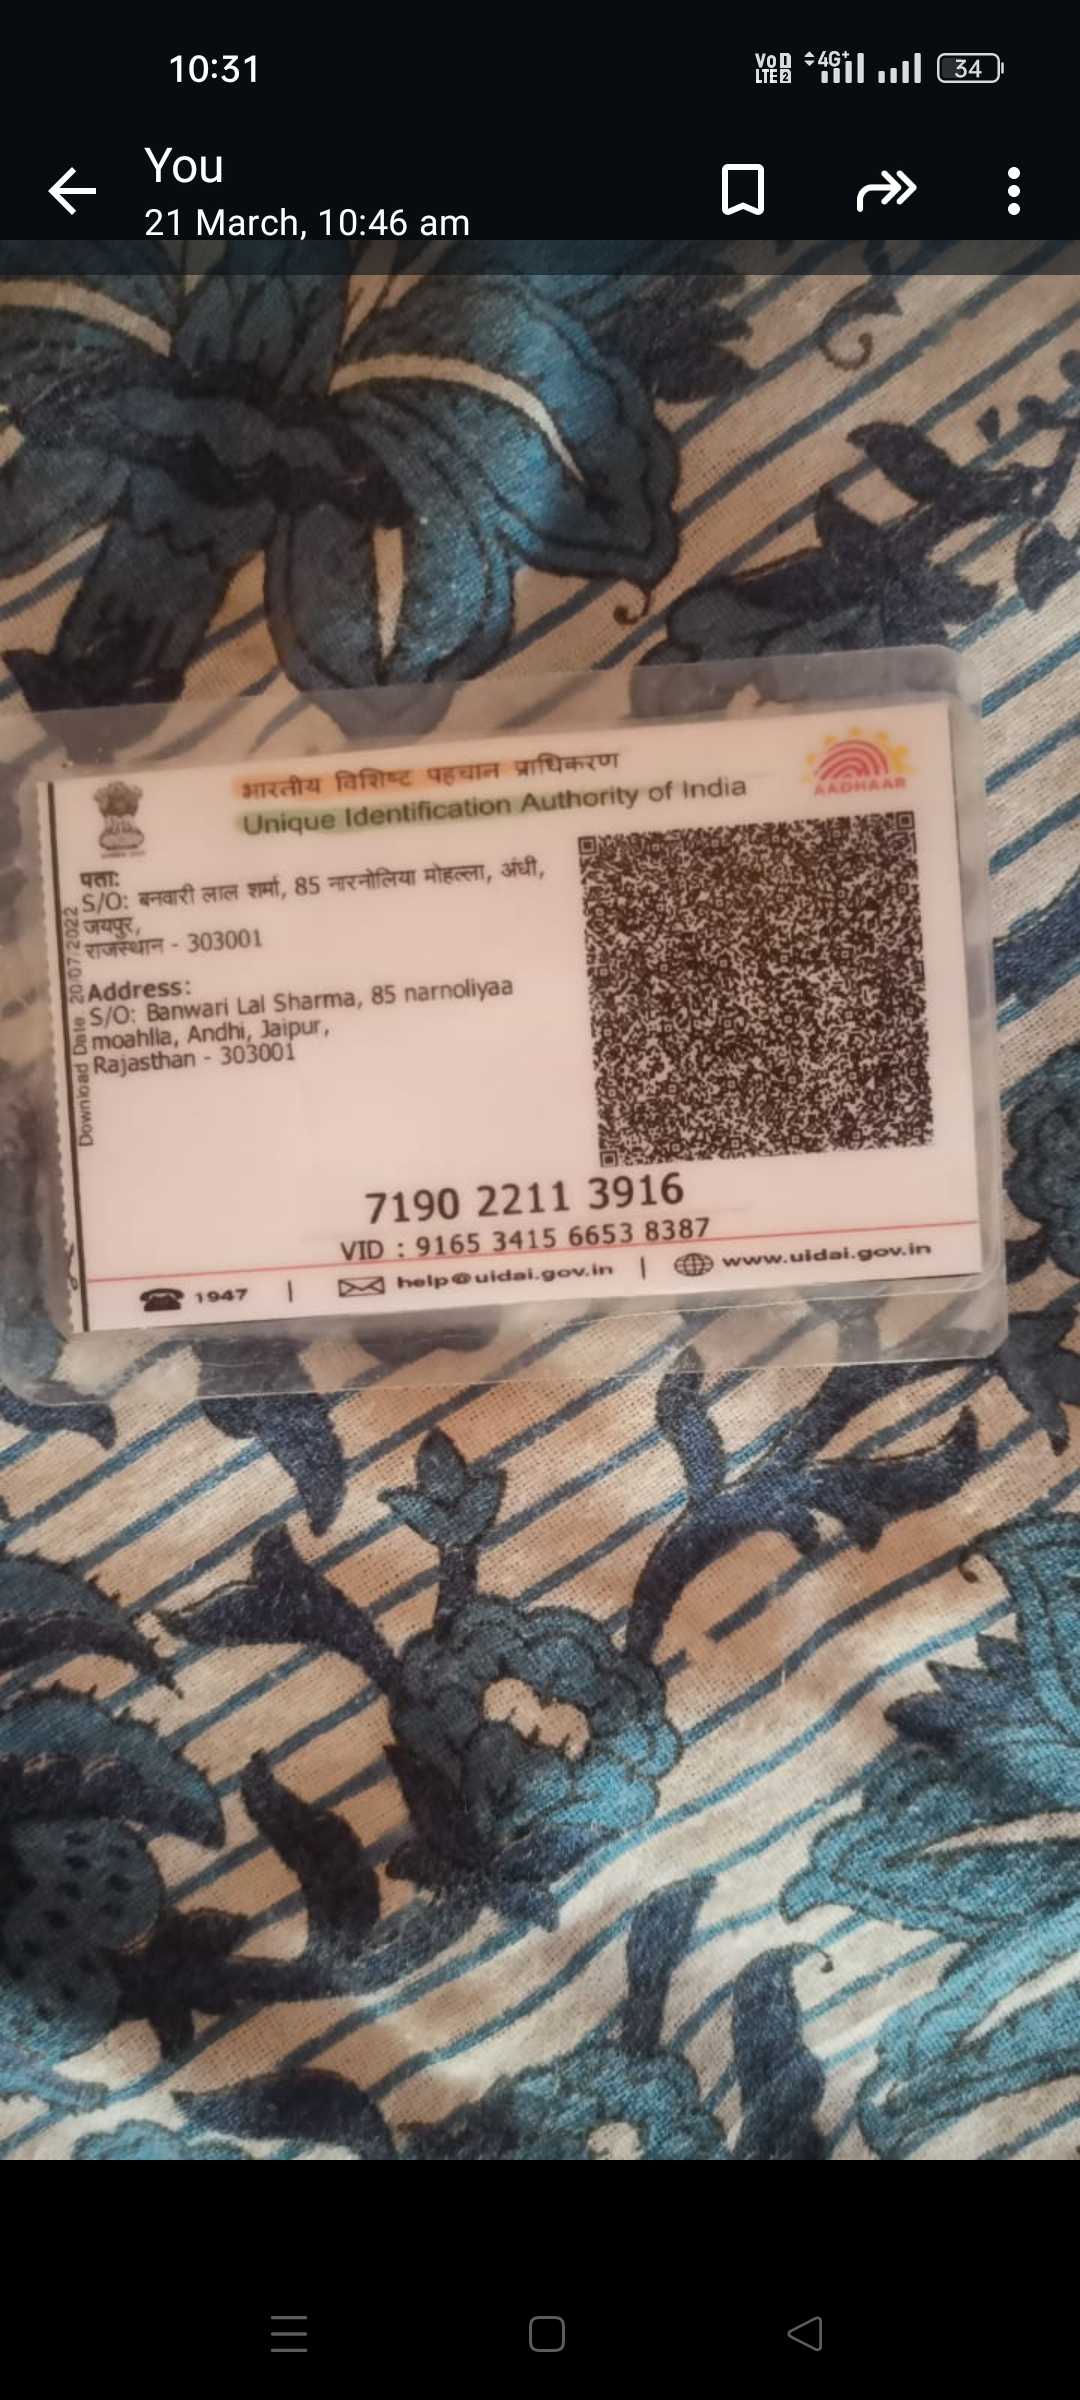 10:31
VoD LTE2 4G+ 34
You
21 March, 10:46 am
भारतीय विशिष्ट पहचान प्राधिकरण
Unique Identification Authority of India
AADHAAR
पता:
S/O: बनवारी लाल शर्मा, 85 नारनोलिया मोहल्ला, अंधी,
जयपुर,
राजस्थान - 303001
Address:
S/O: Banwari Lal Sharma, 85 narnoliyaa
moahlla, Andhi, Jaipur,
Rajasthan - 303001
Download Date 20/07/2022
7190 2211 3916
VID : 9165 3415 6653 8387
1947 | help@uidai.gov.in | www.uidai.gov.in